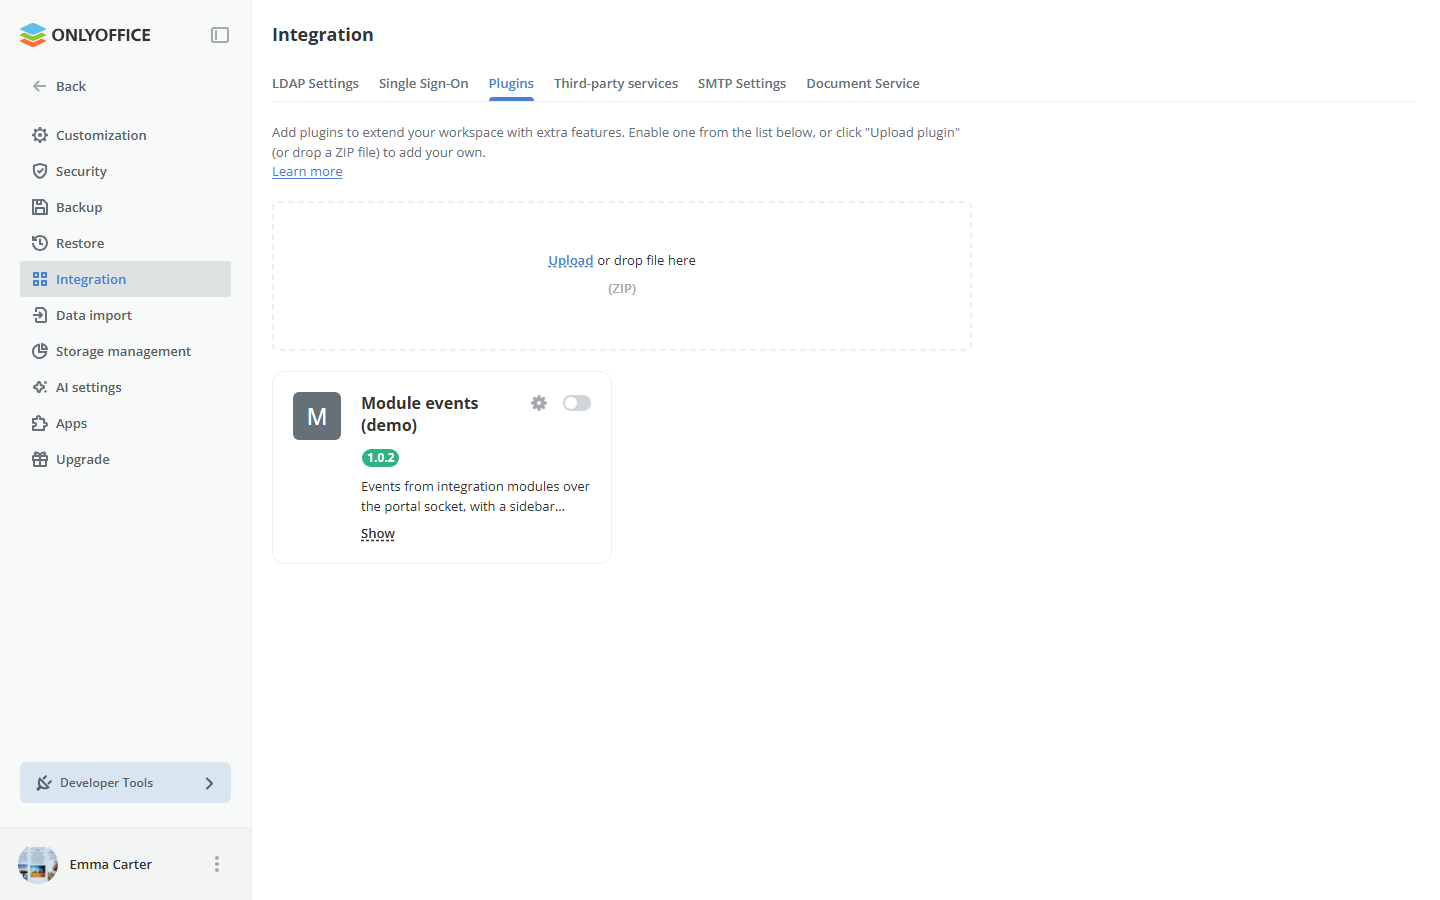 ONLYOFFICE
Back
Customization
Security
Backup
Restore
Integration
Data import
Storage management
AI settings
Apps
Upgrade
Developer Tools
Emma Carter
Integration
LDAP Settings
Single Sign-On
Plugins
Third-party services
SMTP Settings
Document Service
Add plugins to extend your workspace with extra features. Enable one from the list below, or click "Upload plugin"
(or drop a ZIP file) to add your own.
Learn more
Upload or drop file here
(ZIP)
M
Module events
(demo)
1.0.2
Events from integration modules over
the portal socket, with a sidebar...
Show